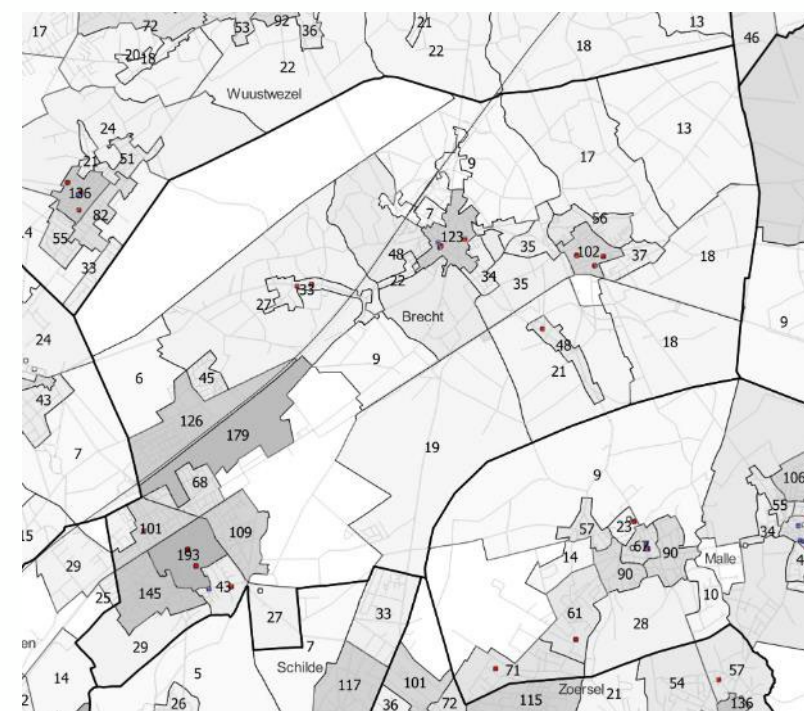 17 72 53 92 36 21 22 18 13 46
20 18 22
Wuustwezel
24 21 51 9 17 13
136 7 56
55 82 123 35 102 37 18
14 33 48 22 34 35
27 33
Brecht
24 9 48 18 9
6 45 21
43 126
7 179 19
68 9 106
15 101 109 57 23 55
193 67 34
29 145 43 14 90 90 Malle 4
25 27 33 61 10
29 7 28
en 14 5 Schilde 71 57
117 101 Zoersel 54
2 26 36 72 115 21 136